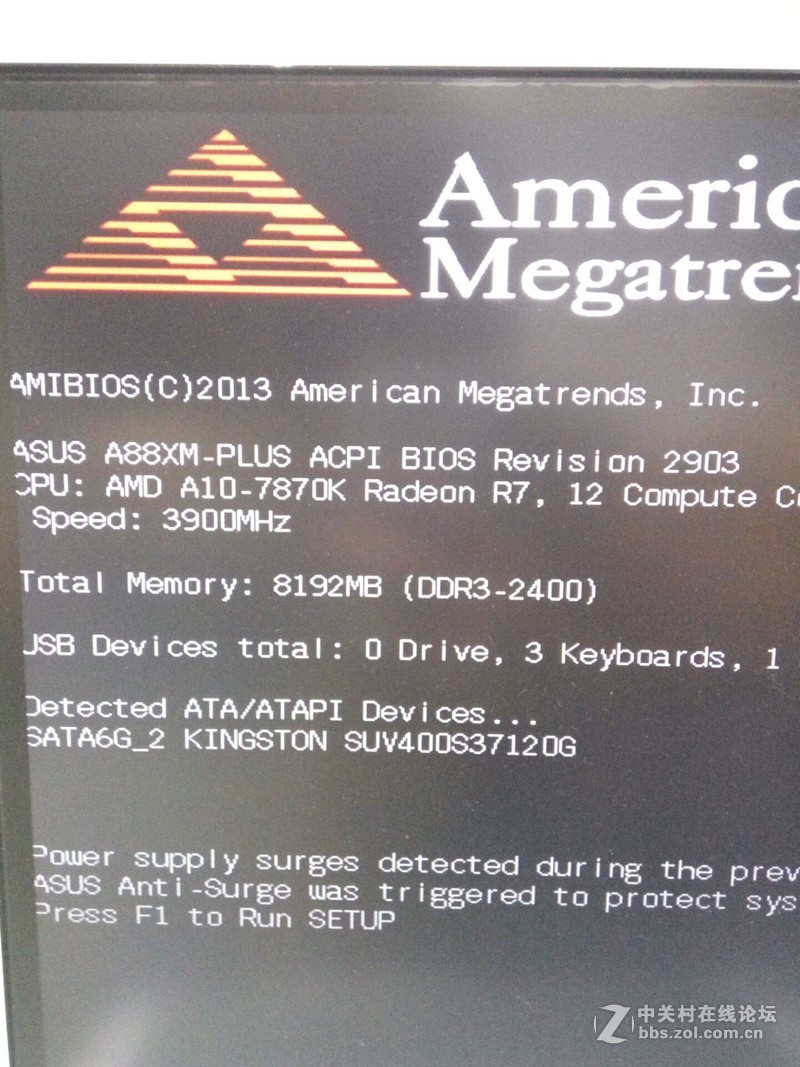 Americ
Megatre
AMIBIOS(C)2013 American Megatrends, Inc.
ASUS A88XM-PLUS ACPI BIOS Revision 2903
CPU: AMD A10-7870K Radeon R7, 12 Compute C
Speed: 3900MHz
Total Memory: 8192MB (DDR3-2400)
USB Devices total: 0 Drive, 3 Keyboards, 1
Detected ATA/ATAPI Devices...
SATA6G_2 KINGSTON SUV400S37120G
Power supply surges detected during the prev
ASUS Anti-Surge was triggered to protect sys
Press F1 to Run SETUP
中关村在线论坛
bbs.zol.com.cn